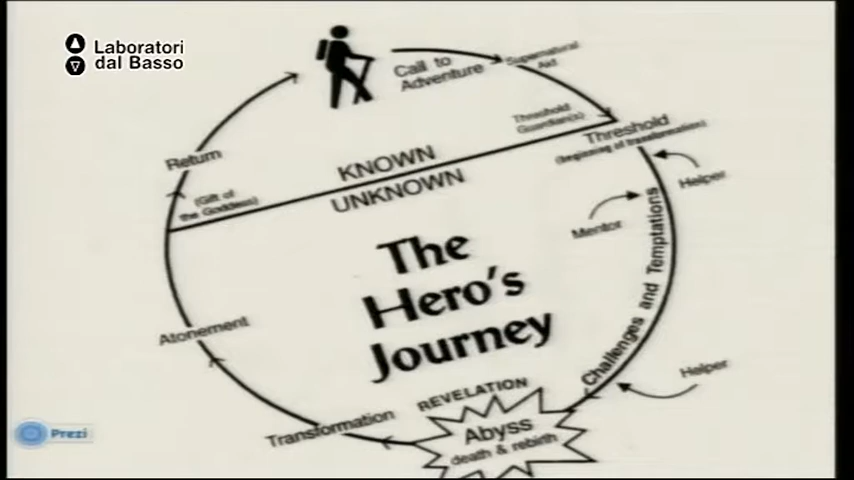 Laboratori
dal Basso
Call to
Adventure
Supernatural
Aid
Threshold
Guardian(s)
Threshold
(beginning of transformation)
Return
KNOWN
UNKNOWN
(Gift of
the Goddess)
Helper
Mentor
The
Hero's
Journey
Challenges and Temptations
Atonement
Helper
REVELATION
Transformation
Abyss
death & rebirth
Prezi